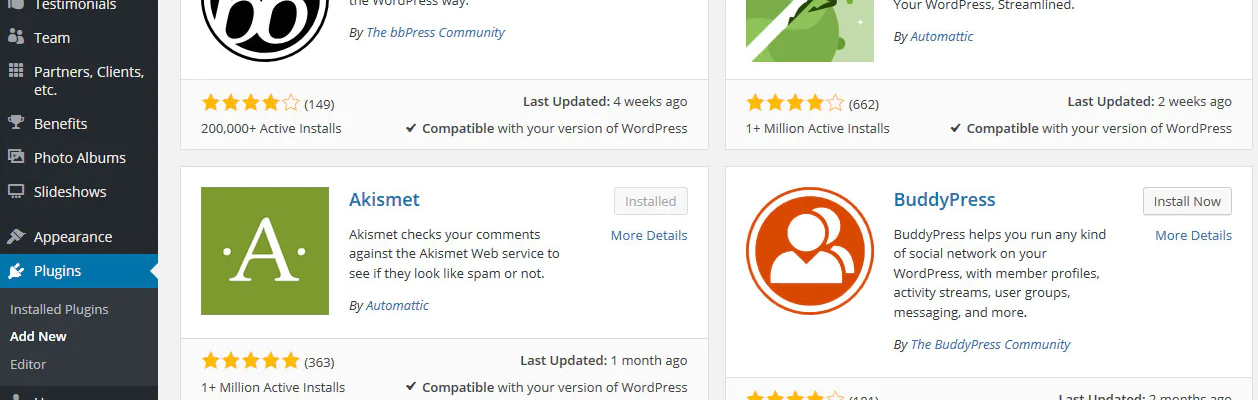 Testimonials
Team
Partners, Clients,
etc.
Benefits
Photo Albums
Slideshows
Appearance
Plugins
Installed Plugins
Add New
Editor
the WordPress way.
By The bbPress Community
(149)
Last Updated: 4 weeks ago
200,000+ Active Installs
Compatible with your version of WordPress
Your WordPress, Streamlined.
By Automattic
(662)
Last Updated: 2 weeks ago
1+ Million Active Installs
Compatible with your version of WordPress
A
Akismet
Installed
More Details
Akismet checks your comments
against the Akismet Web service to
see if they look like spam or not.
By Automattic
(363)
Last Updated: 1 month ago
1+ Million Active Installs
Compatible with your version of WordPress
BuddyPress
Install Now
More Details
BuddyPress helps you run any kind
of social network on your
WordPress, with member profiles,
activity streams, user groups,
messaging, and more.
By The BuddyPress Community
Last Updated: 2 months ago